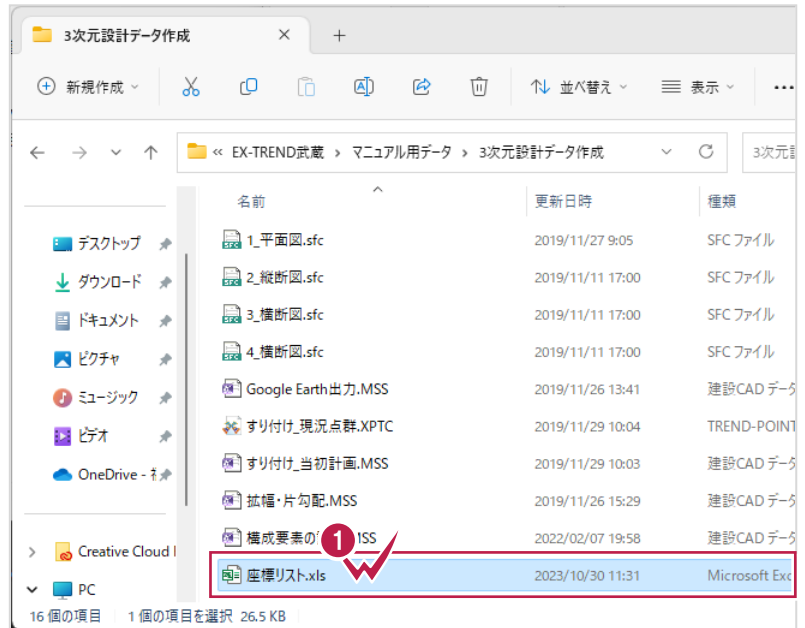 3次元設計データ作成
新規作成
並べ替え
表示
EX-TREND武蔵 › マニュアル用データ › 3次元設計データ作成
3次元
名前 更新日時 種類
デスクトップ
ダウンロード
ドキュメント
ピクチャ
ミュージック
ビデオ
OneDrive -
Creative Cloud
PC
1_平面図.sfc 2019/11/27 9:05 SFC ファイル
2_縦断図.sfc 2019/11/11 17:00 SFC ファイル
3_横断図.sfc 2019/11/11 17:00 SFC ファイル
4_横断図.sfc 2019/11/11 17:00 SFC ファイル
Google Earth出力.MSS 2019/11/26 13:41 建設CAD データ
すり付け_現況点群.XPTC 2019/11/29 10:04 TREND-POINT
すり付け_当初計画.MSS 2019/11/29 10:03 建設CAD データ
拡幅・片勾配.MSS 2019/11/26 15:29 建設CAD データ
構成要素の 1SS 2022/02/07 19:58 建設CAD データ
1
座標リスト.xls 2023/10/30 11:31 Microsoft Exc
16 個の項目 1 個の項目を選択 26.5 KB